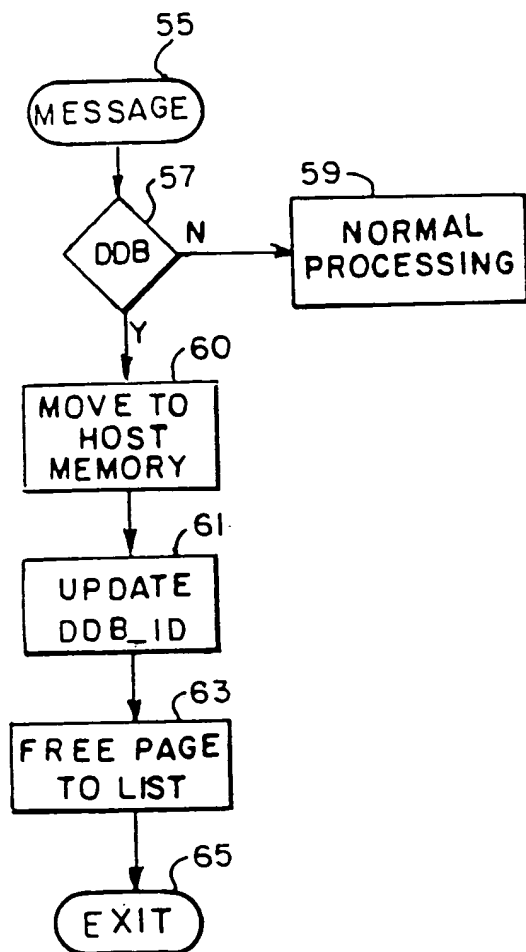 55
MESSAGE
57
DDB
N
59
NORMAL
PROCESSING
Y
60
MOVE TO
HOST
MEMORY
61
UPDATE
DDB_ID
63
FREE PAGE
TO LIST
65
EXIT